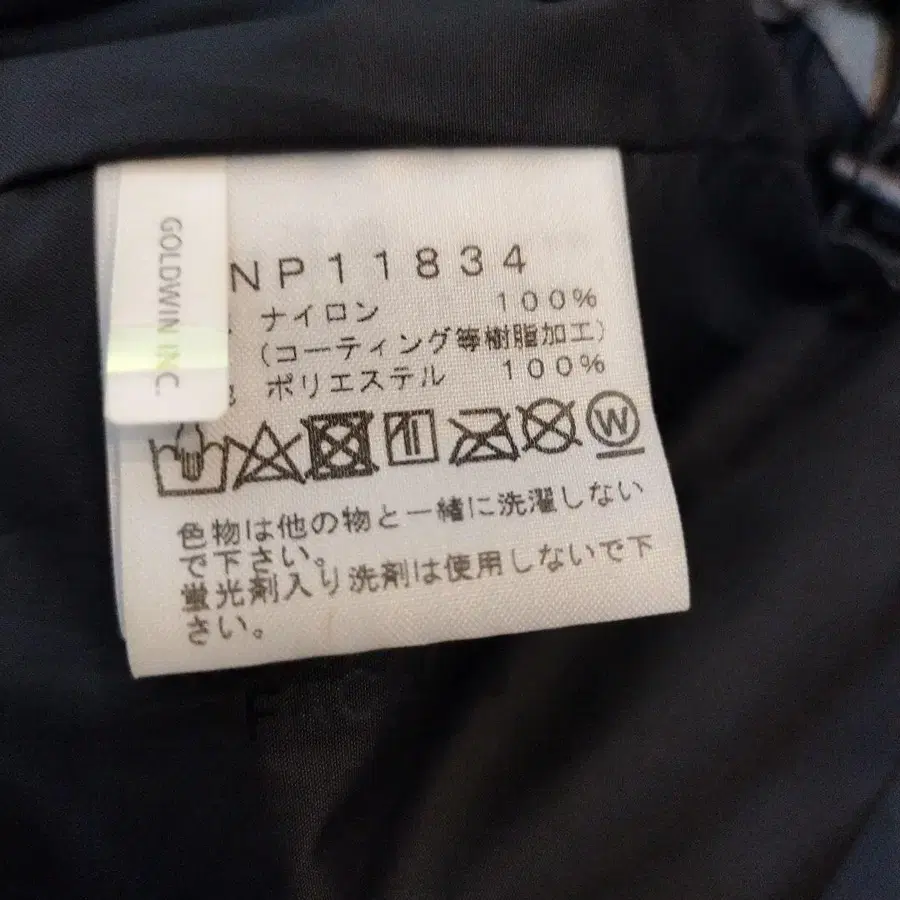 GOLDWIN INC.
NP11834
ナイロン 100%
(コーティング等樹脂加工)
ポリエステル 100%
W
色物は他の物と一緒に洗濯しない
で下さい。
蛍光剤入り洗剤は使用しないで下
さい。